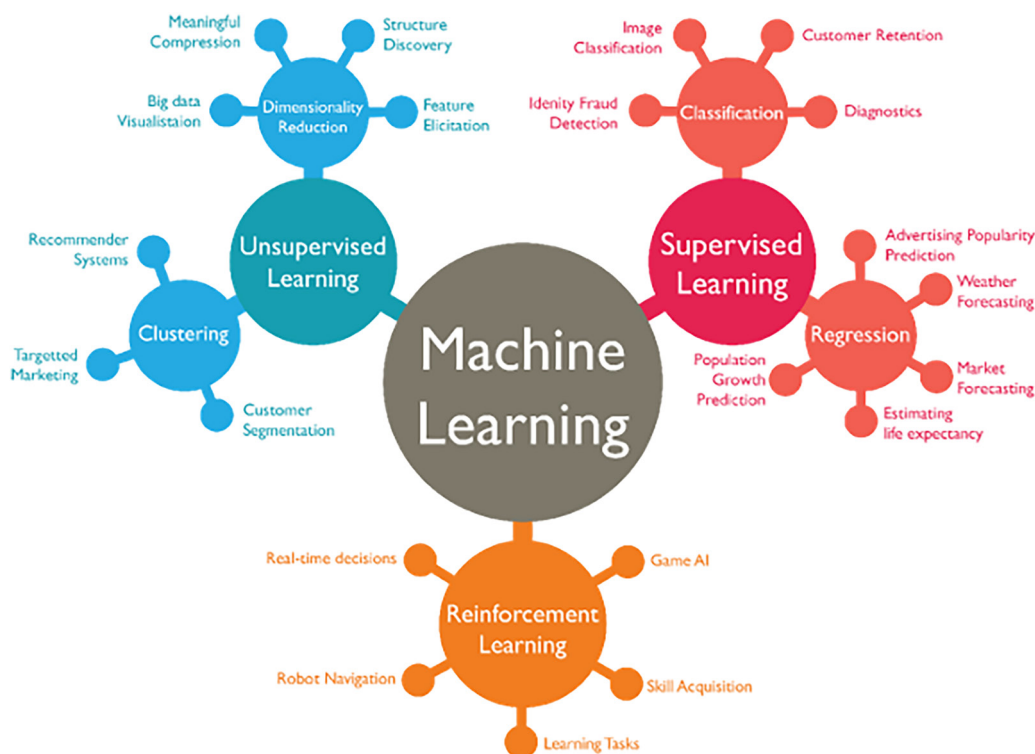 Meaningful
Compression
Structure
Discovery
Big data
Visualistaion
Dimensionality
Reduction
Feature
Elicitation
Unsupervised
Learning
Recommender
Systems
Clustering
Targetted
Marketing
Customer
Segmentation
Machine
Learning
Image
Classification
Customer Retention
Idenity Fraud
Detection
Classification
Diagnostics
Supervised
Learning
Advertising Popularity
Prediction
Weather
Forecasting
Regression
Population
Growth
Prediction
Market
Forecasting
Estimating
life expectancy
Real-time decisions
Game AI
Reinforcement
Learning
Robot Navigation
Skill Acquisition
Learning Tasks